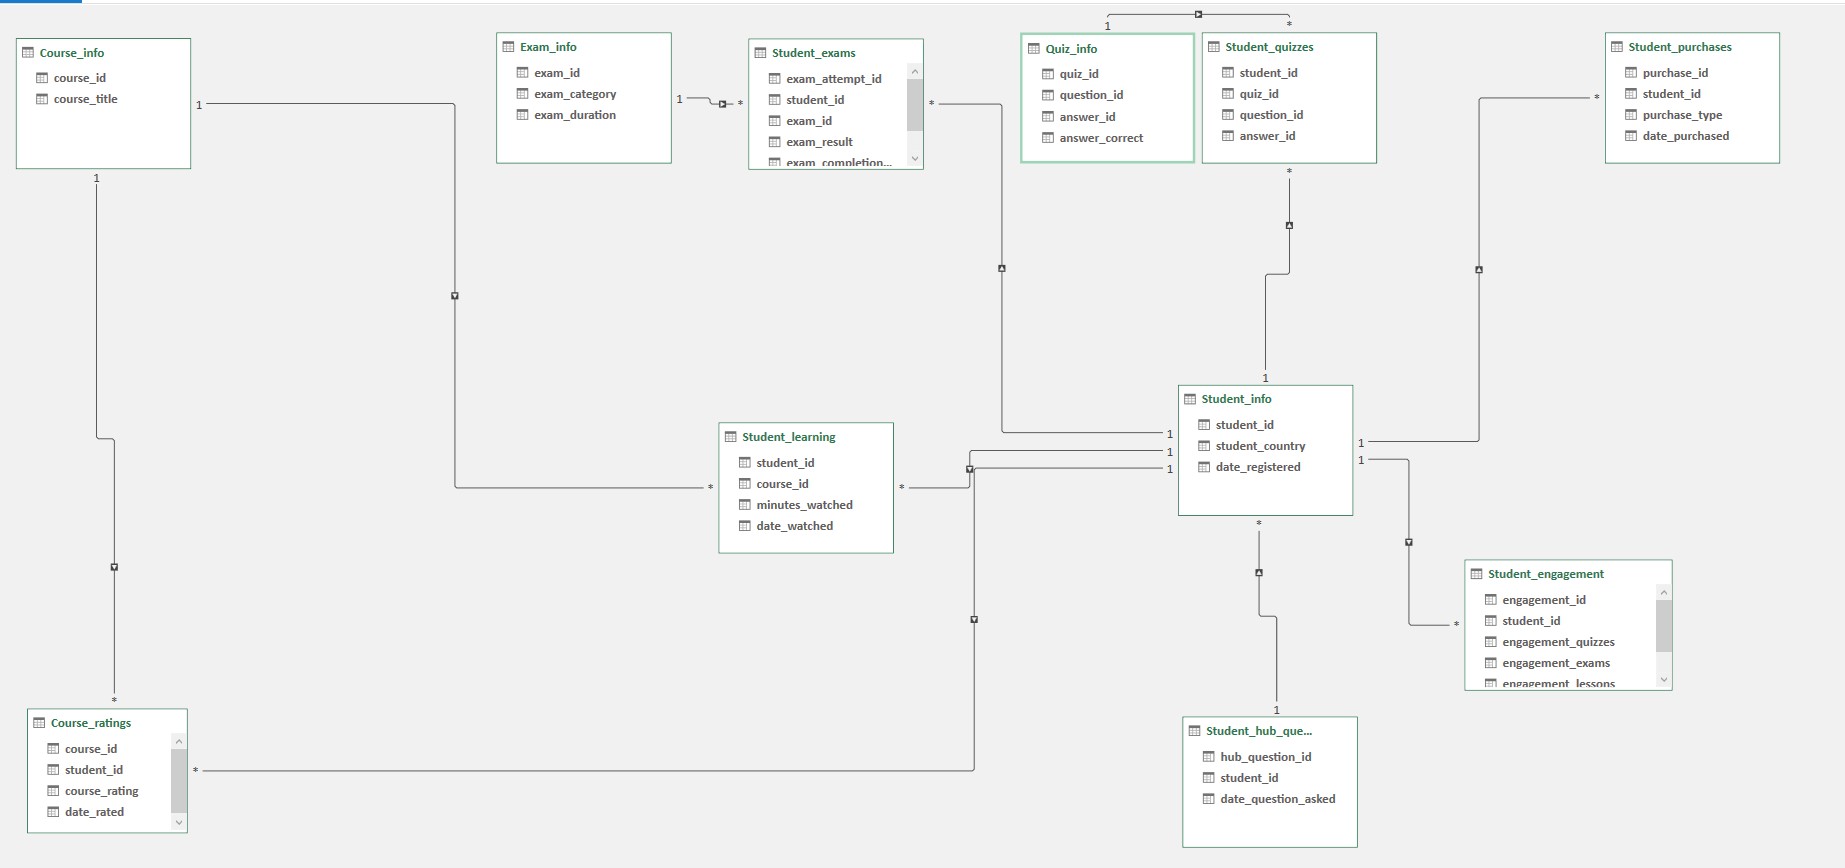 Course_info
course_id
course_title
Exam_info
exam_id
exam_category
exam_duration
Student_exams
exam_attempt_id
student_id
exam_id
exam_result
exam_completion...
Quiz_info
quiz_id
question_id
answer_id
answer_correct
Student_quizzes
student_id
quiz_id
question_id
answer_id
Student_purchases
purchase_id
student_id
purchase_type
date_purchased
1
*
1
1
*
*
*
1
*
1
Student_info
student_id
student_country
date_registered
1
1
1
1
1
*
Student_learning
student_id
course_id
minutes_watched
date_watched
*
*
Student_engagement
engagement_id
student_id
engagement_quizzes
engagement_exams
engagement_lessons
*
Course_ratings
course_id
student_id
course_rating
date_rated
*
*
Student_hub_que...
hub_question_id
student_id
date_question_asked
1